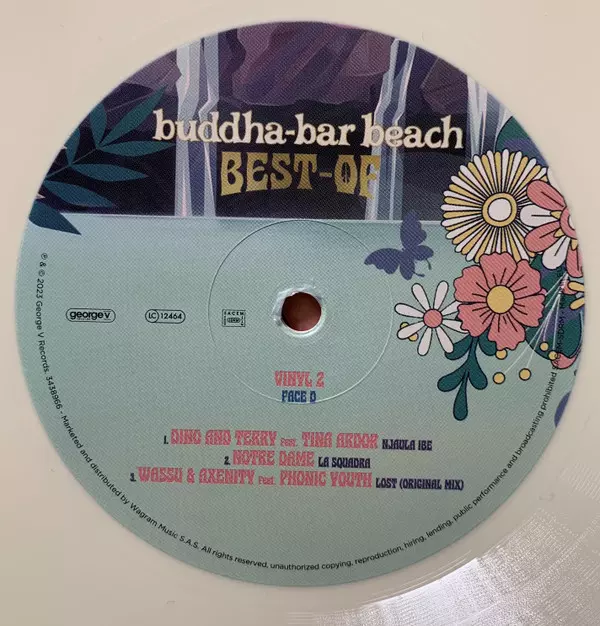 buddha-bar beach
BEST-OF
george V
LC 12464
SACEM
VINYL 2
FACE D
1. DINO AND TERRY FEAT. TINA ARDOR NJAULA IBE
2. NOTRE DAME LA SQUADRA
3. WASSU & AXENITY FEAT. PHONIC YOUTH LOST (ORIGINAL MIX)
℗ & © 2023 George V Records. 3438966 - Marketed and distributed by Wagram Music S.A.S. All rights reserved, unauthorized copying, reproduction, hiring, lending, public performance and broadcasting prohibited